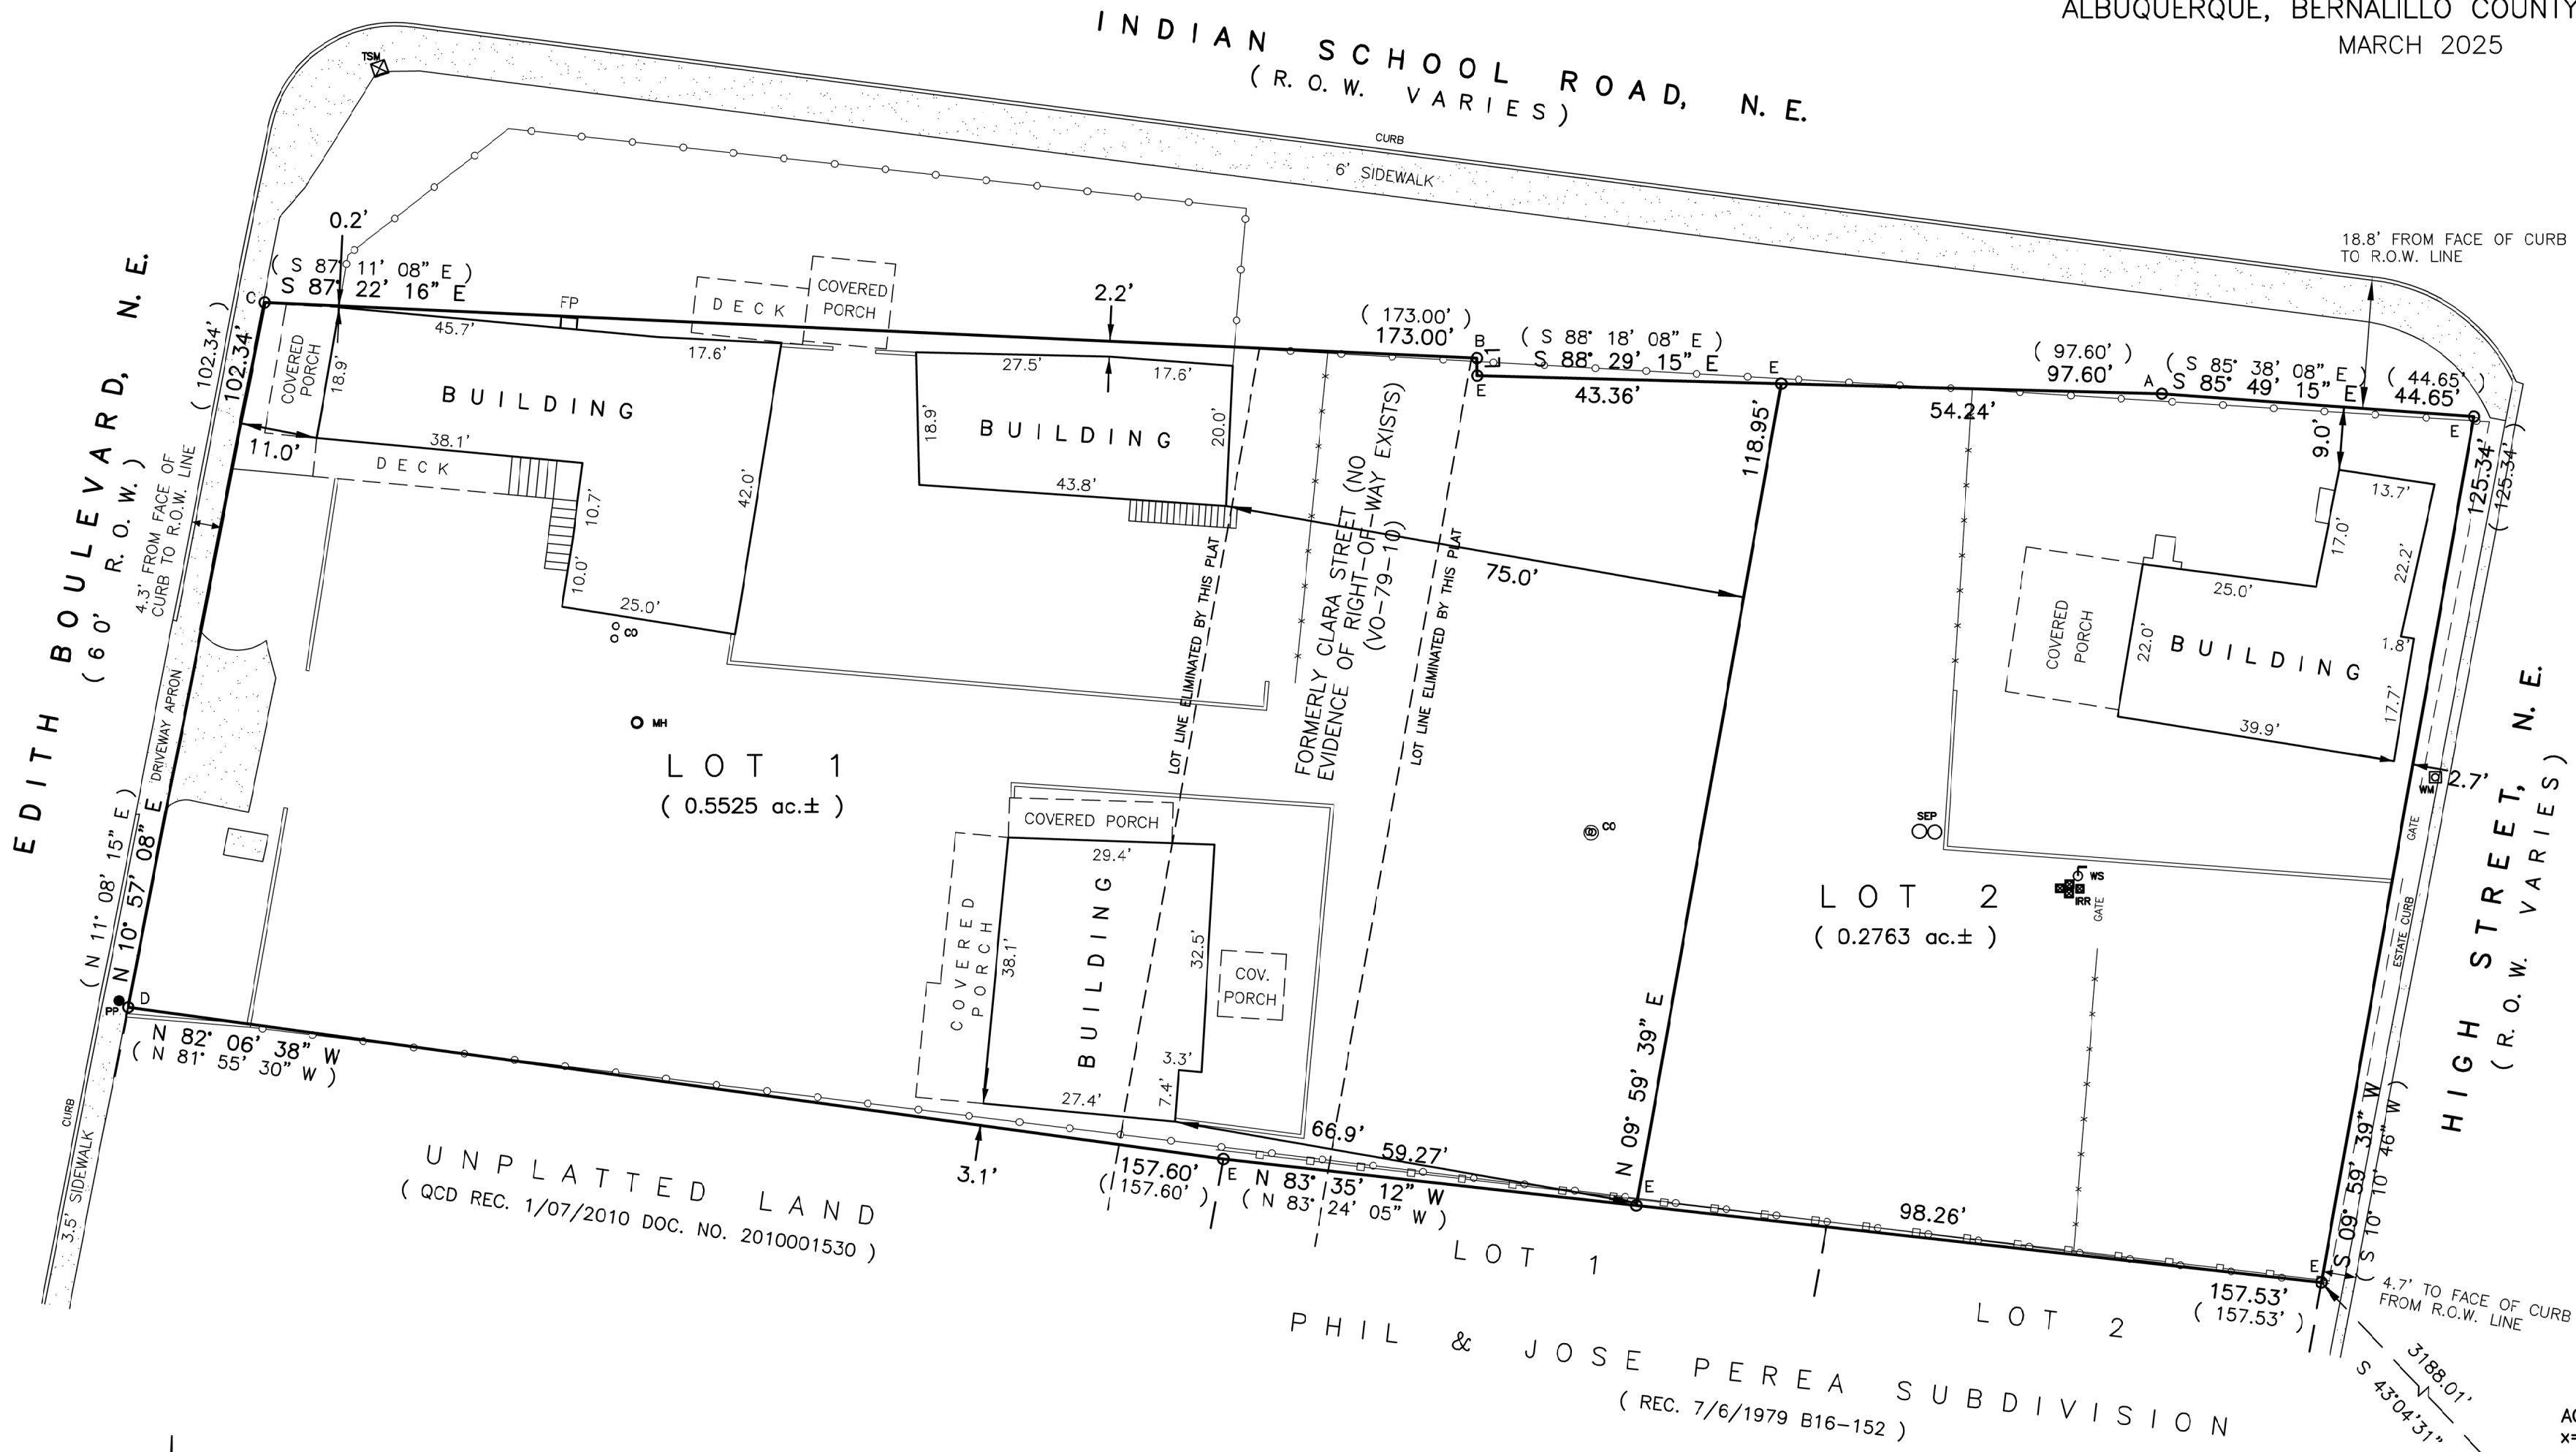 ALBUQUERQUE, BERNALILLO COUNTY
MARCH 2025
INDIAN SCHOOL ROAD, N.E.
( R. O. W. VARIES )
CURB
6' SIDEWALK
TSM
18.8' FROM FACE OF CURB
TO R.O.W. LINE
0.2'
( S 87° 11' 08" E )
S 87° 22' 16" E
C
FP
DECK
COVERED
PORCH
2.2'
( 173.00' )
173.00'
B
L1
E
( S 88° 18' 08" E )
S 88° 29' 15" E
43.36'
E
54.24'
( 97.60' )
97.60'
A
( S 85° 38' 08" E )
S 85° 49' 15" E
( 44.65' )
44.65'
E
EDITH BOULEVARD, N.E.
( 60' R. O. W. )
( 102.34' )
102.34'
4.3' FROM FACE OF
CURB TO R.O.W. LINE
DRIVEWAY APRON
( N 11° 08' 15" E )
N 10° 57' 08" E
COVERED
PORCH
18.9'
45.7'
17.6'
BUILDING
38.1'
11.0'
DECK
10.7'
10.0'
25.0'
42.0'
CO
27.5'
17.6'
18.9'
BUILDING
20.0'
43.8'
75.0'
118.95'
LOT LINE ELIMINATED BY THIS PLAT
FORMERLY CLARA STREET (NO
EVIDENCE OF RIGHT-OF-WAY EXISTS)
(VO-79-10)
LOT LINE ELIMINATED BY THIS PLAT
9.0'
13.7'
17.0'
22.2'
25.0'
1.8'
COVERED
PORCH
22.0'
BUILDING
17.7'
39.9'
125.34'
( 125.34' )
2.7'
WM
GATE
ESTATE CURB
HIGH STREET, N.E.
( R. O. W. VARIES )
MH
LOT 1
( 0.5525 ac.± )
COVERED PORCH
29.4'
COVERED
PORCH
38.1'
BUILDING
32.5'
COV.
PORCH
3.3'
7.4'
27.4'
CO
SEP
WS
IRR
GATE
LOT 2
( 0.2763 ac.± )
N 09° 59' 39" E
PP
D
N 82° 06' 38" W
( N 81° 55' 30" W )
CURB
3.5' SIDEWALK
UNPLATTED LAND
( QCD REC. 1/07/2010 DOC. NO. 2010001530 )
3.1'
157.60'
( 157.60' )
E
66.9'
59.27'
N 83° 35' 12" W
( N 83° 24' 05" W )
E
98.26'
LOT 1
LOT 2
157.53'
( 157.53' )
E
S 09° 59' 39" W
( S 10° 10' 46" W )
4.7' TO FACE OF CURB
FROM R.O.W. LINE
PHIL & JOSE PEREA SUBDIVISION
( REC. 7/6/1979 B16-152 )
3188.01'
S 43°04'31"